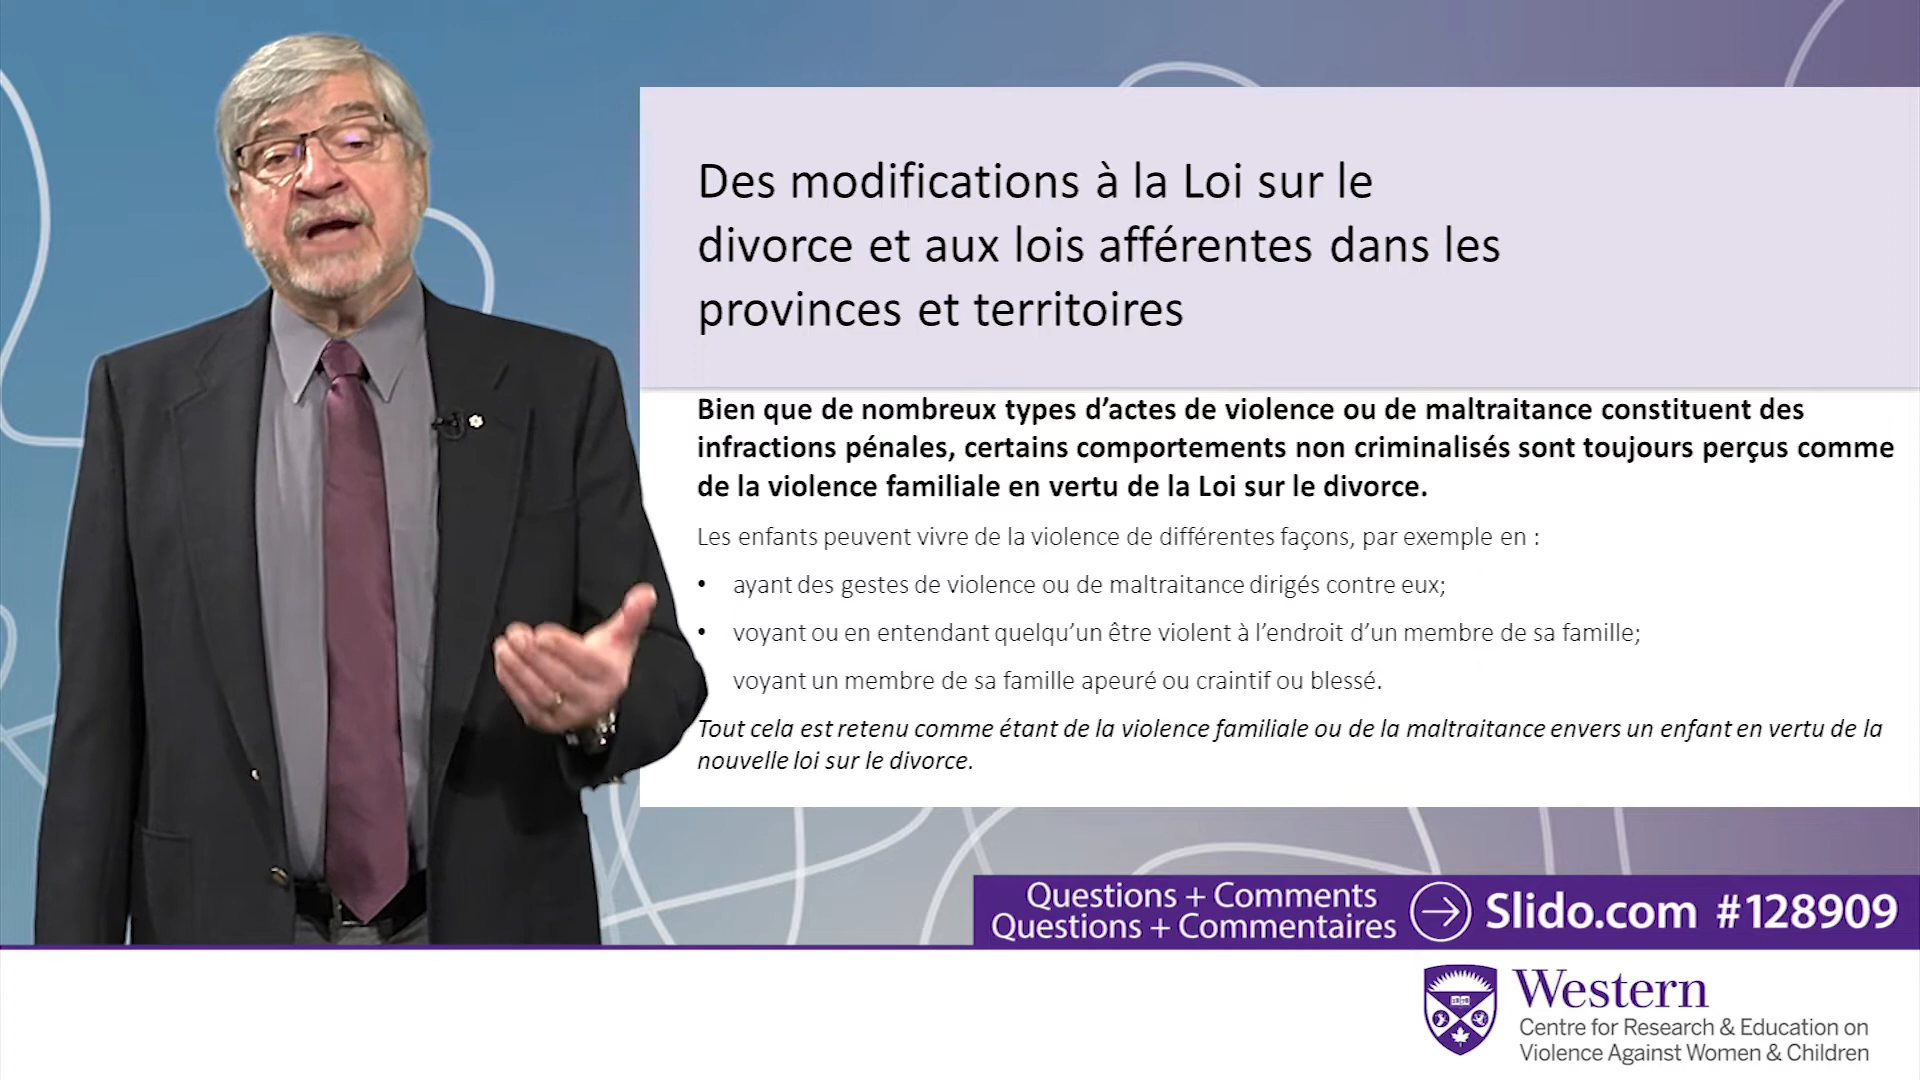 Des modifications à la Loi sur le
divorce et aux lois afférentes dans les
provinces et territoires
Bien que de nombreux types d’actes de violence ou de maltraitance constituent des
infractions pénales, certains comportements non criminalisés sont toujours perçus comme
de la violence familiale en vertu de la Loi sur le divorce.
Les enfants peuvent vivre de la violence de différentes façons, par exemple en :
• ayant des gestes de violence ou de maltraitance dirigés contre eux;
• voyant ou en entendant quelqu’un être violent à l’endroit d’un membre de sa famille;
voyant un membre de sa famille apeuré ou craintif ou blessé.
Tout cela est retenu comme étant de la violence familiale ou de la maltraitance envers un enfant en vertu de la
nouvelle loi sur le divorce.
Questions + Comments
Questions + Commentaires
Slido.com #128909
Western
Centre for Research & Education on
Violence Against Women & Children